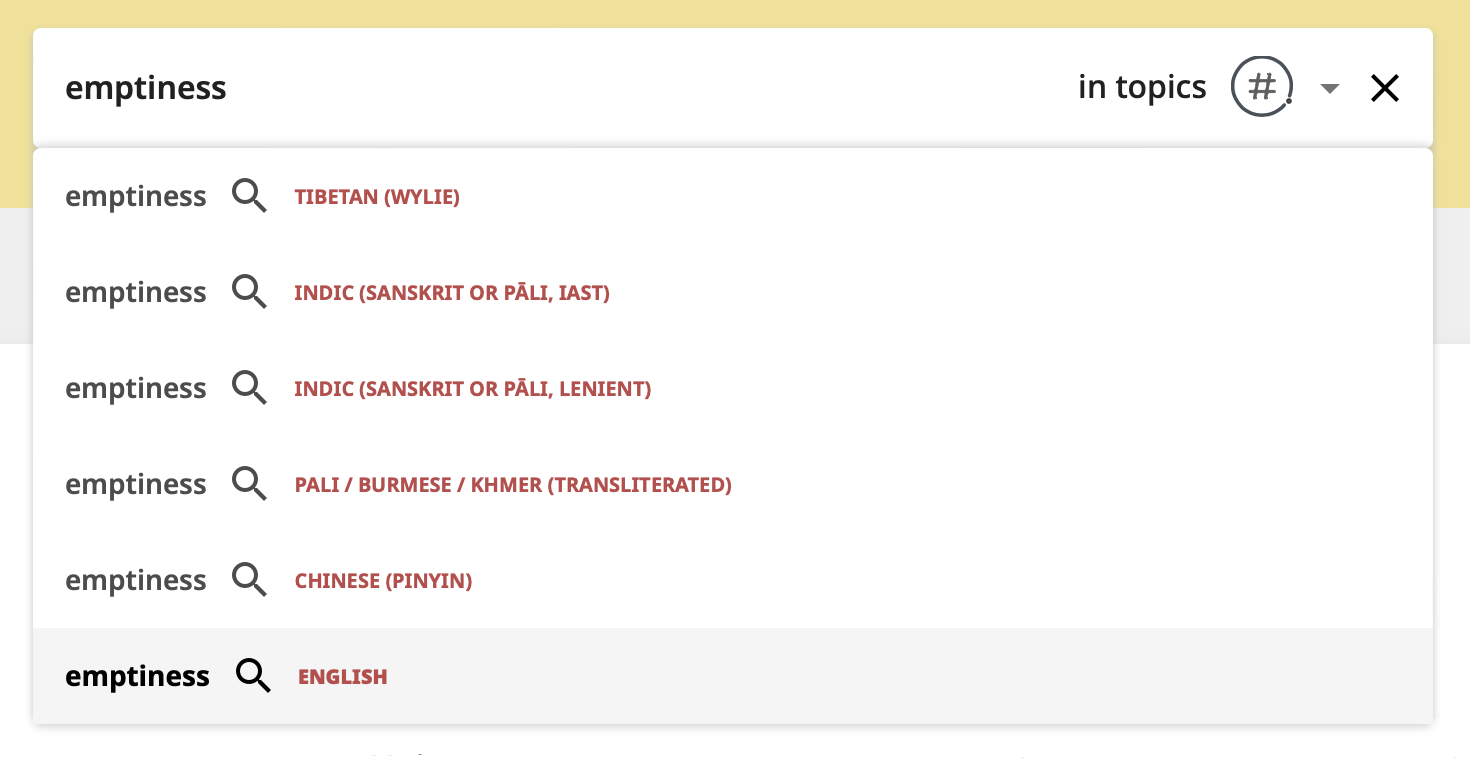 emptiness in topics #
emptiness TIBETAN (WYLIE)
emptiness INDIC (SANSKRIT OR PĀLI, IAST)
emptiness INDIC (SANSKRIT OR PĀLI, LENIENT)
emptiness PALI / BURMESE / KHMER (TRANSLITERATED)
emptiness CHINESE (PINYIN)
emptiness ENGLISH